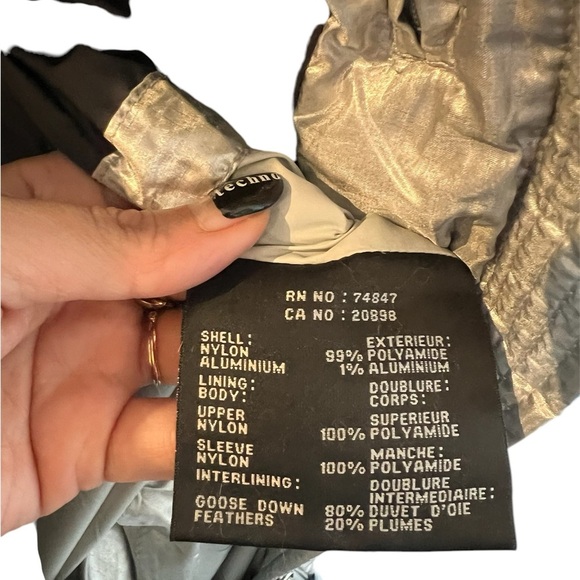 techno
RN NO : 74847
CA NO : 20898
SHELL: EXTERIEUR:
NYLON 99% POLYAMIDE
ALUMINIUM 1% ALUMINIUM
LINING: DOUBLURE:
BODY: CORPS:
UPPER SUPERIEUR
NYLON 100% POLYAMIDE
SLEEVE MANCHE:
NYLON 100% POLYAMIDE
INTERLINING: DOUBLURE INTERMEDIAIRE:
GOOSE DOWN 80% DUVET D'OIE
FEATHERS 20% PLUMES